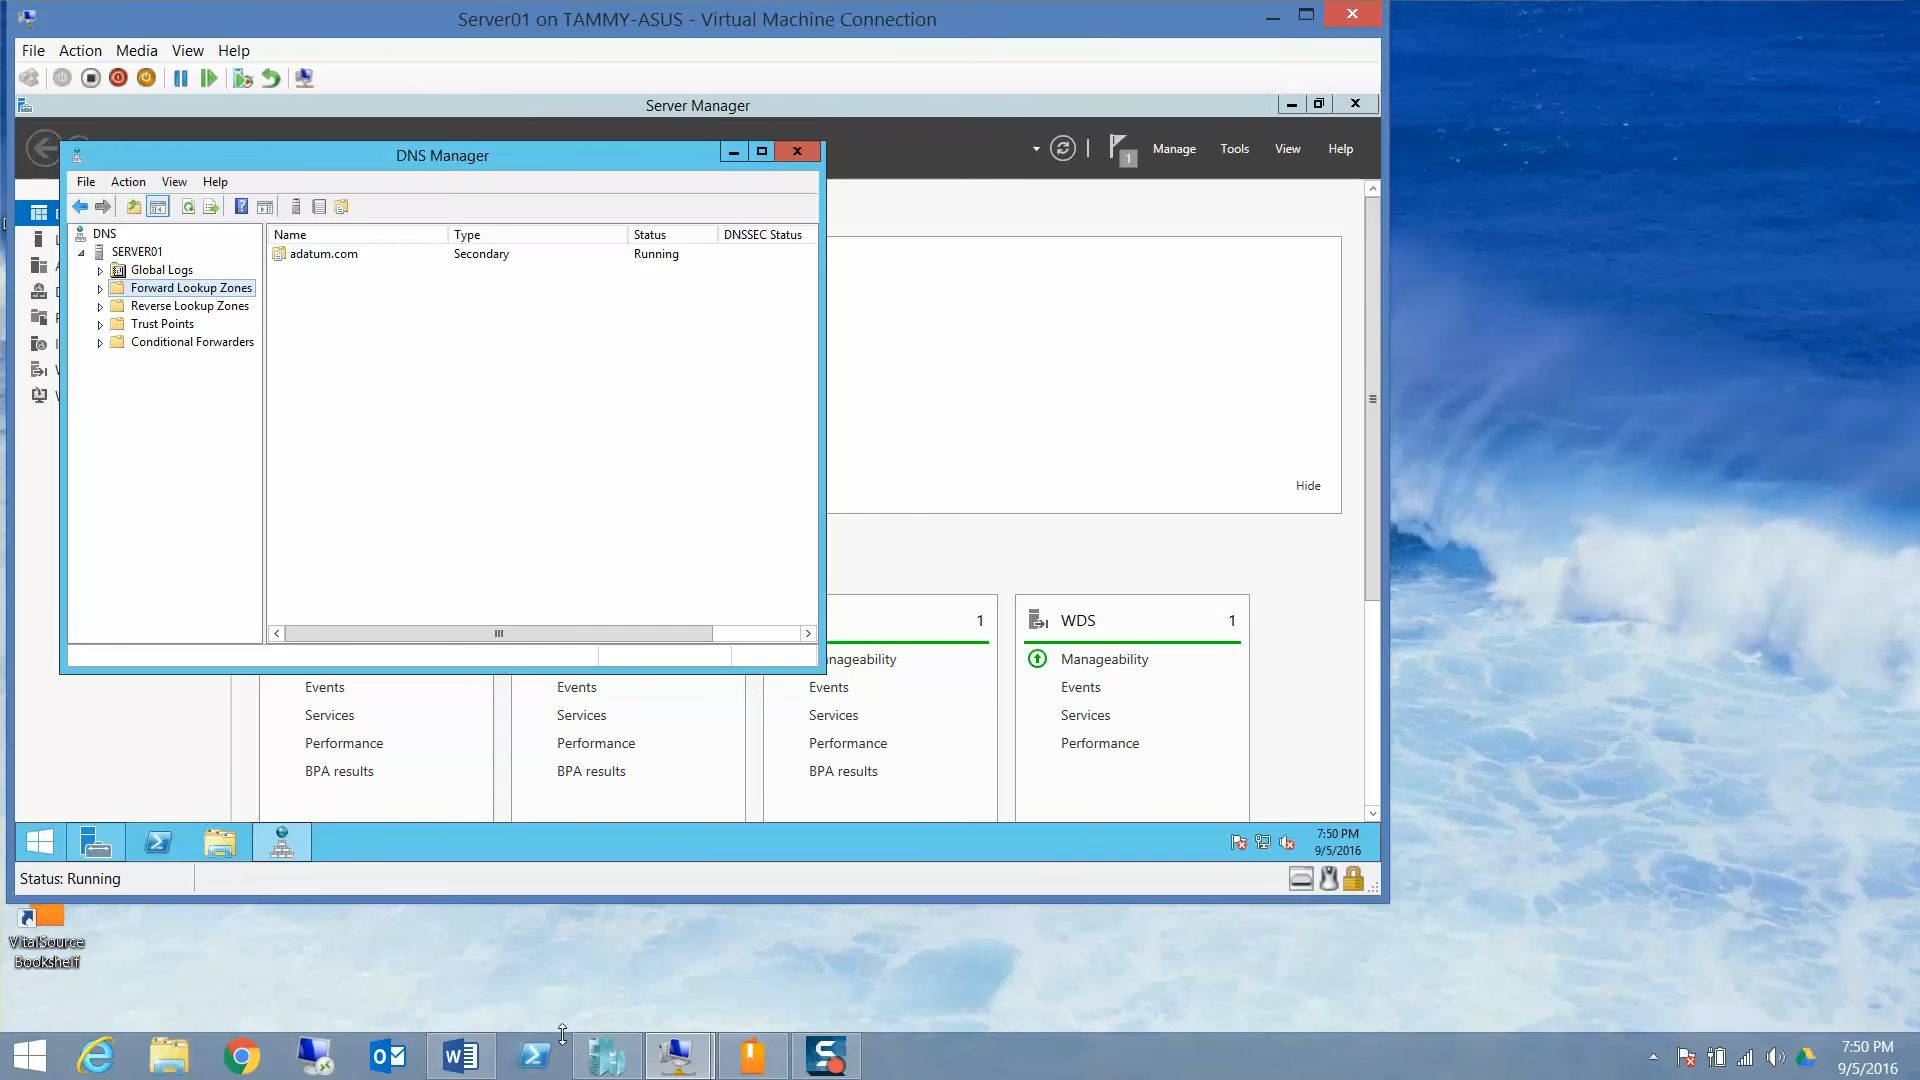 Server01 on TAMMY-ASUS - Virtual Machine Connection
File Action Media View Help
Server Manager
1 Manage Tools View Help
DNS Manager
File Action View Help
DNS
SERVER01
Global Logs
Forward Lookup Zones
Reverse Lookup Zones
Trust Points
Conditional Forwarders
Name Type Status DNSSEC Status
adatum.com Secondary Running
Hide
1
nageability
WDS 1
Manageability
Events Events Events Events
Services Services Services Services
Performance Performance Performance Performance
BPA results BPA results BPA results
7:50 PM
9/5/2016
Status: Running
VitalSource
Bookshelf
7:50 PM
9/5/2016